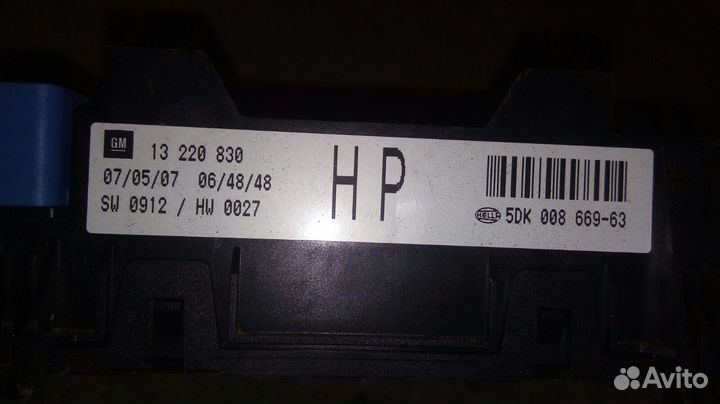 GM 13 220 830
07/05/07 06/48/48
SW 0912 / HW 0027
HP
HELLA 5DK 008 669-63
Avito